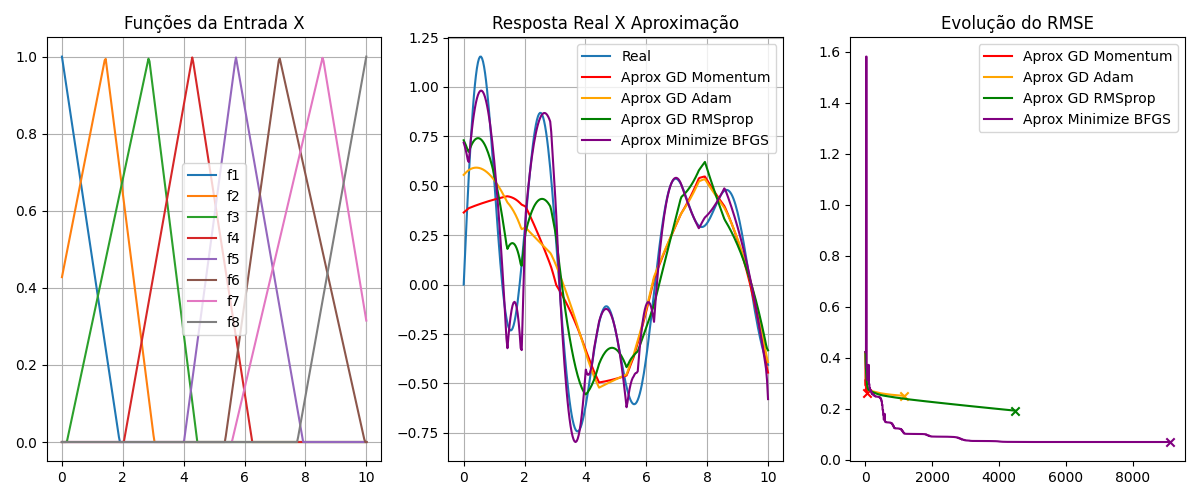 Funções da Entrada X
1.0
0.8
0.6
0.4
0.2
0.0
0 2 4 6 8 10
f1
f2
f3
f4
f5
f6
f7
f8
Resposta Real X Aproximação
1.25
1.00
0.75
0.50
0.25
0.00
−0.25
−0.50
−0.75
0 2 4 6 8 10
Real
Aprox GD Momentum
Aprox GD Adam
Aprox GD RMSprop
Aprox Minimize BFGS
Evolução do RMSE
1.6
1.4
1.2
1.0
0.8
0.6
0.4
0.2
0.0
0 2000 4000 6000 8000
Aprox GD Momentum
Aprox GD Adam
Aprox GD RMSprop
Aprox Minimize BFGS